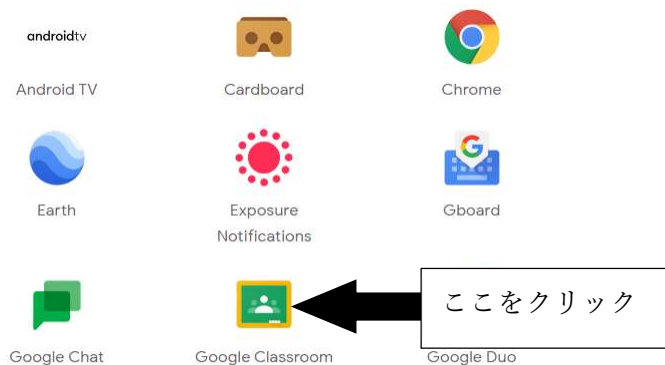 androidtv
Android TV
Cardboard
Chrome
G
Earth
Exposure
Notifications
Gboard
ここをクリック
Google Chat
Google Classroom
Google Duo